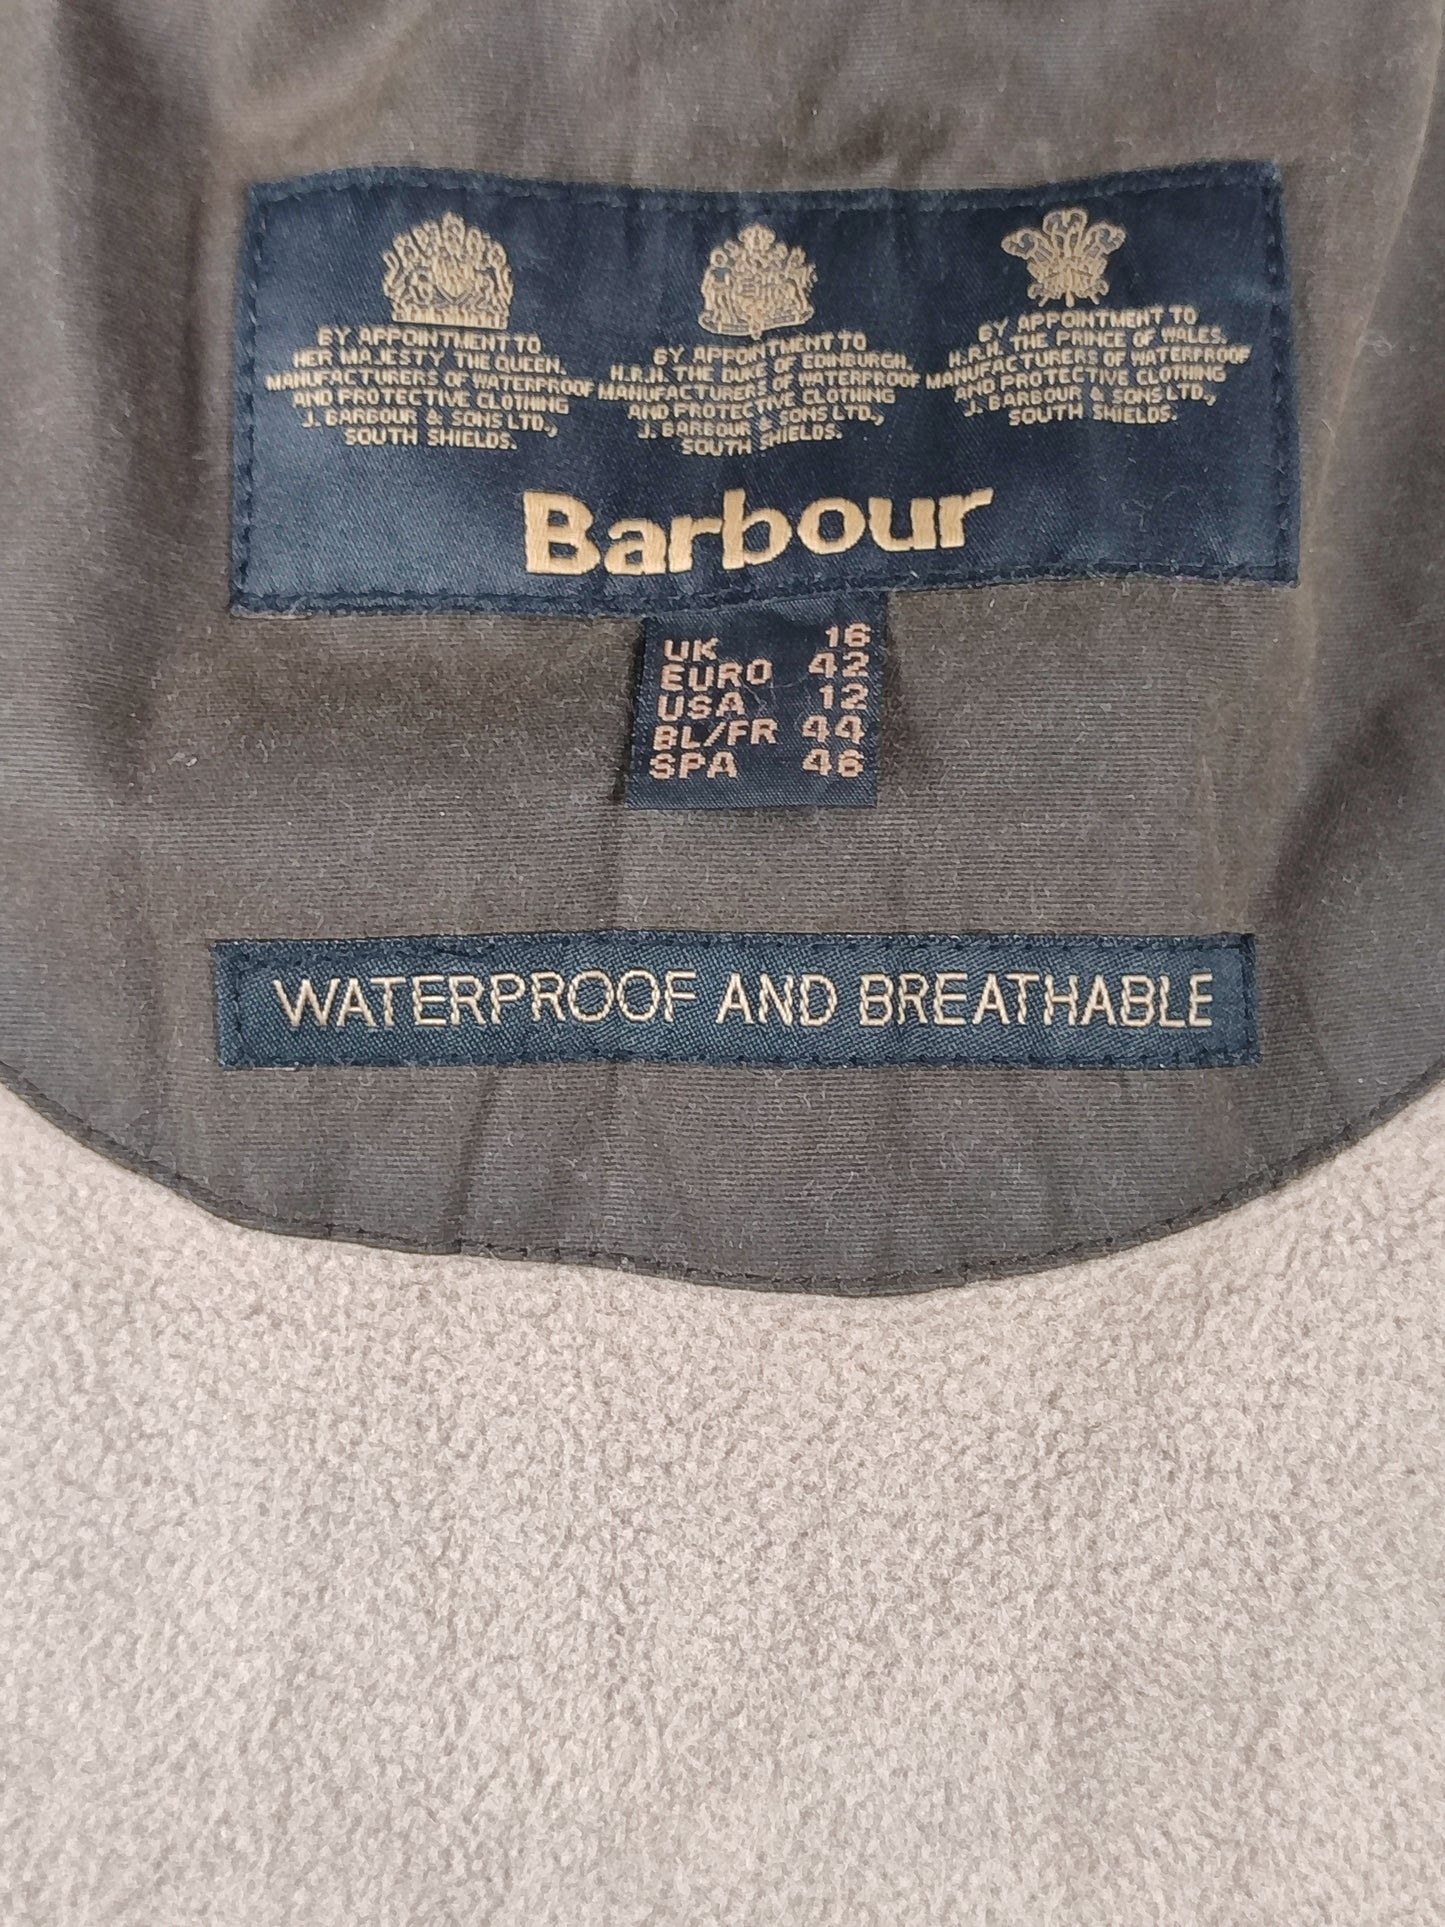 BY APPOINTMENT TO
HER MAJESTY THE QUEEN,
MANUFACTURERS OF WATERPROOF
AND PROTECTIVE CLOTHING
J. BARBOUR & SONS LTD.,
SOUTH SHIELDS.
BY APPOINTMENT TO
H.R.H. THE DUKE OF EDINBURGH,
MANUFACTURERS OF WATERPROOF
AND PROTECTIVE CLOTHING
J. BARBOUR & SONS LTD.,
SOUTH SHIELDS.
BY APPOINTMENT TO
H.R.H. THE PRINCE OF WALES,
MANUFACTURERS OF WATERPROOF
AND PROTECTIVE CLOTHING
J. BARBOUR & SONS LTD.,
SOUTH SHIELDS.
Barbour
UK 16
EURO 42
USA 12
BL/FR 44
SPA 46
WATERPROOF AND BREATHABLE